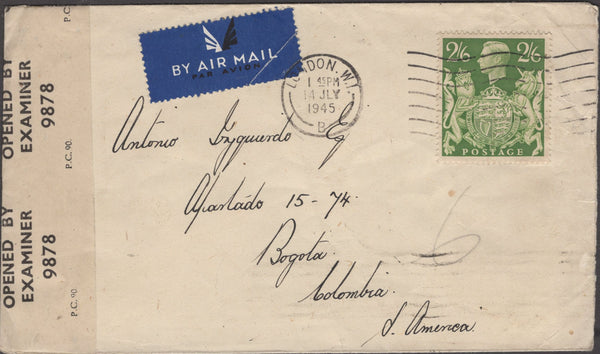 OPENED BY
EXAMINER 9878
P.C. 90.
OPENED BY
EXAMINER 9878
P.C. 90.
BY AIR MAIL
PAR AVION
LONDON. W.1.
1 45PM
14 JLY
1945
B
2/6 2/6
POSTAGE
Antonio Izquierdo Esq
Apartado 15-74.
Bogota
Colombia.
S. America.